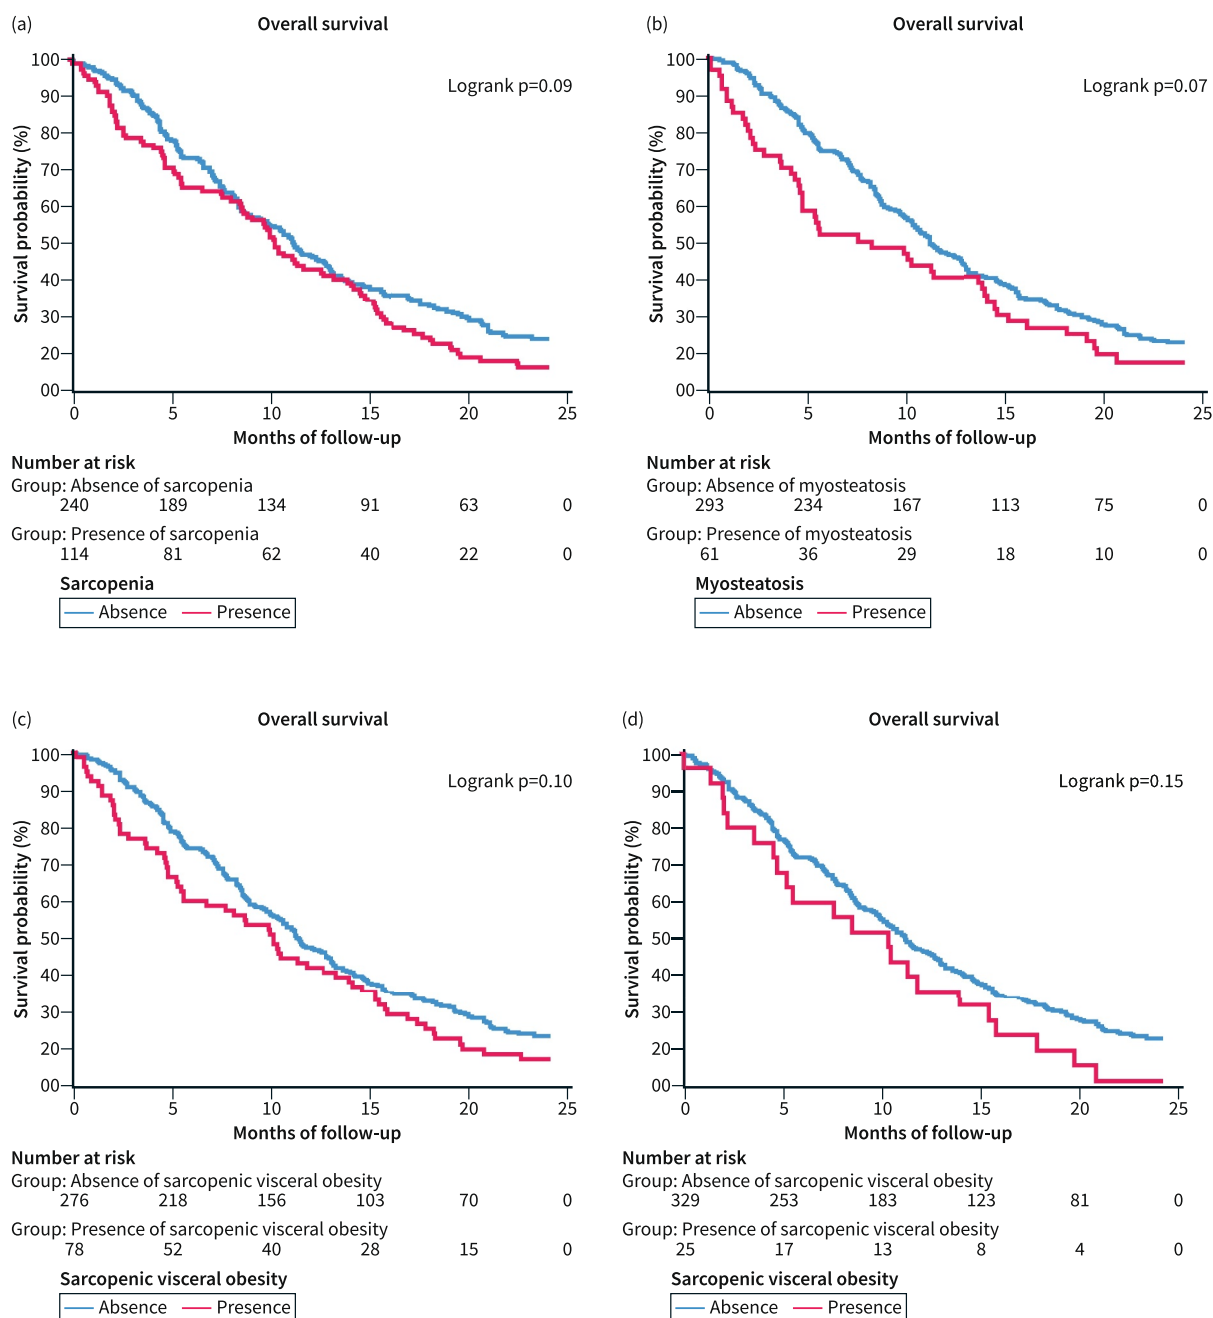 (a)
Overall survival
Logrank p=0.09
Survival probability (%)
100
90
80
70
60
50
40
30
20
00
0 5 10 15 20 25
Months of follow-up
Number at risk
Group: Absence of sarcopenia
240 189 134 91 63 0
Group: Presence of sarcopenia
114 81 62 40 22 0
Sarcopenia
Absence Presence
(b)
Overall survival
Logrank p=0.07
Survival probability (%)
100
90
80
70
60
50
40
30
20
00
0 5 10 15 20 25
Months of follow-up
Number at risk
Group: Absence of myosteatosis
293 234 167 113 75 0
Group: Presence of myosteatosis
61 36 29 18 10 0
Myosteatosis
Absence Presence
(c)
Overall survival
Logrank p=0.10
Survival probability (%)
100
90
80
70
60
50
40
30
20
00
0 5 10 15 20 25
Months of follow-up
Number at risk
Group: Absence of sarcopenic visceral obesity
276 218 156 103 70 0
Group: Presence of sarcopenic visceral obesity
78 52 40 28 15 0
Sarcopenic visceral obesity
Absence Presence
(d)
Overall survival
Logrank p=0.15
Survival probability (%)
100
90
80
70
60
50
40
30
20
00
0 5 10 15 20 25
Months of follow-up
Number at risk
Group: Absence of sarcopenic visceral obesity
329 253 183 123 81 0
Group: Presence of sarcopenic visceral obesity
25 17 13 8 4 0
Sarcopenic visceral obesity
Absence Presence